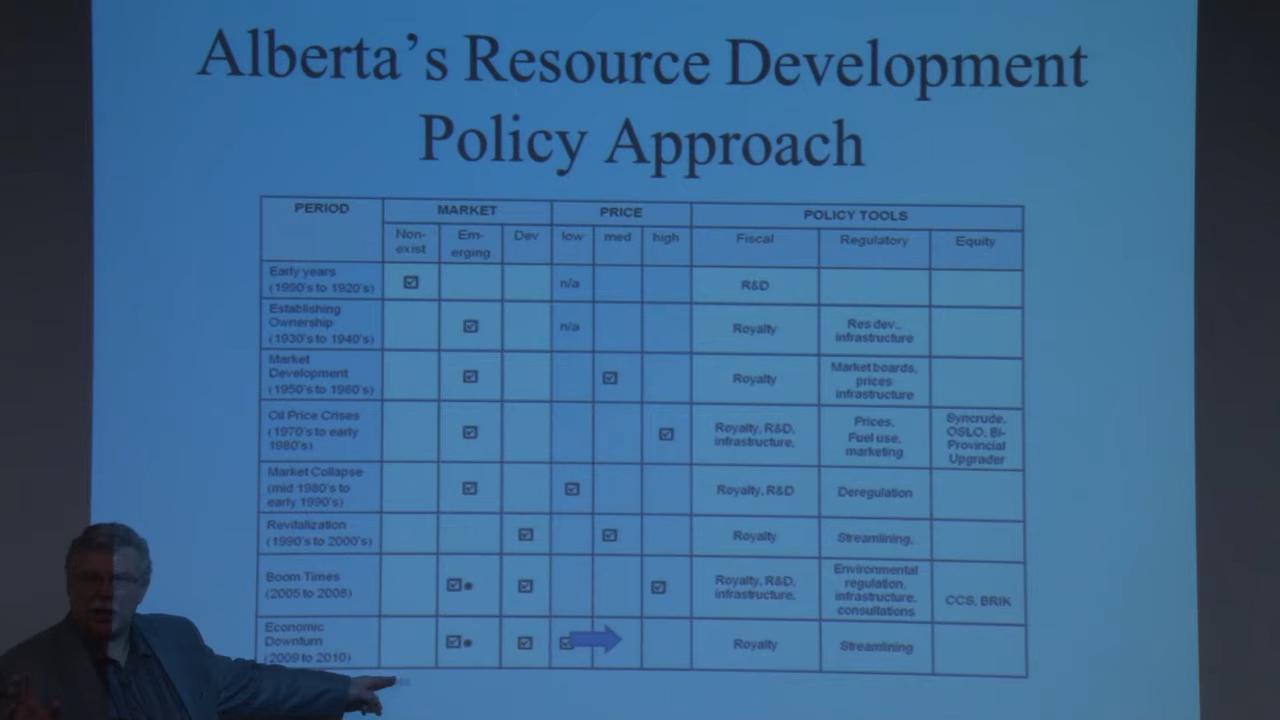 Alberta's Resource Development
Policy Approach
PERIOD MARKET PRICE POLICY TOOLS
Non-exist Em-erging Dev low med high Fiscal Regulatory Equity
Early years
(1990's to 1920's) ☑ n/a R&D
Establishing
Ownership
(1930's to 1940's) ☑ n/a Royalty Res dev.. infrastructure
Market
Development
(1950's to 1960's) ☑ ☑ Royalty Market boards, prices infrastructure
Oil Price Crises
(1970's to early
1980's) ☑ ☑ Royalty, R&D, infrastructure, Prices, Fuel use, marketing Syncrude, OSLO, Bi-Provincial Upgrader
Market Collapse
(mid 1980's to
early 1990's) ☑ ☑ Royalty, R&D Deregulation
Revitalization
(1990's to 2000's) ☑ ☑ Royalty Streamlining,
Boom Times
(2005 to 2008) ☑● ☑ ☑ Royalty, R&D, infrastructure, Environmental regulation, infrastructure, consultations CCS, BRIK
Economic
Downturn
(2009 to 2010) ☑● ☑ ☑ Royalty Streamlining